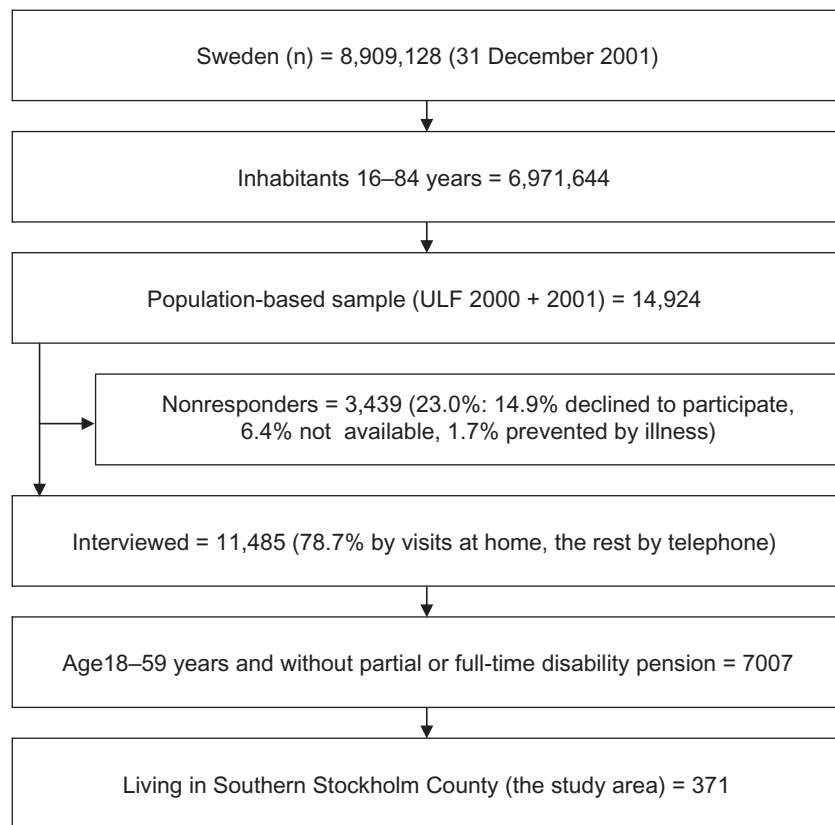 Sweden (n) = 8,909,128 (31 December 2001)
Inhabitants 16–84 years = 6,971,644
Population-based sample (ULF 2000 + 2001) = 14,924
Nonresponders = 3,439 (23.0%: 14.9% declined to participate,
6.4% not available, 1.7% prevented by illness)
Interviewed = 11,485 (78.7% by visits at home, the rest by telephone)
Age18–59 years and without partial or full-time disability pension = 7007
Living in Southern Stockholm County (the study area) = 371